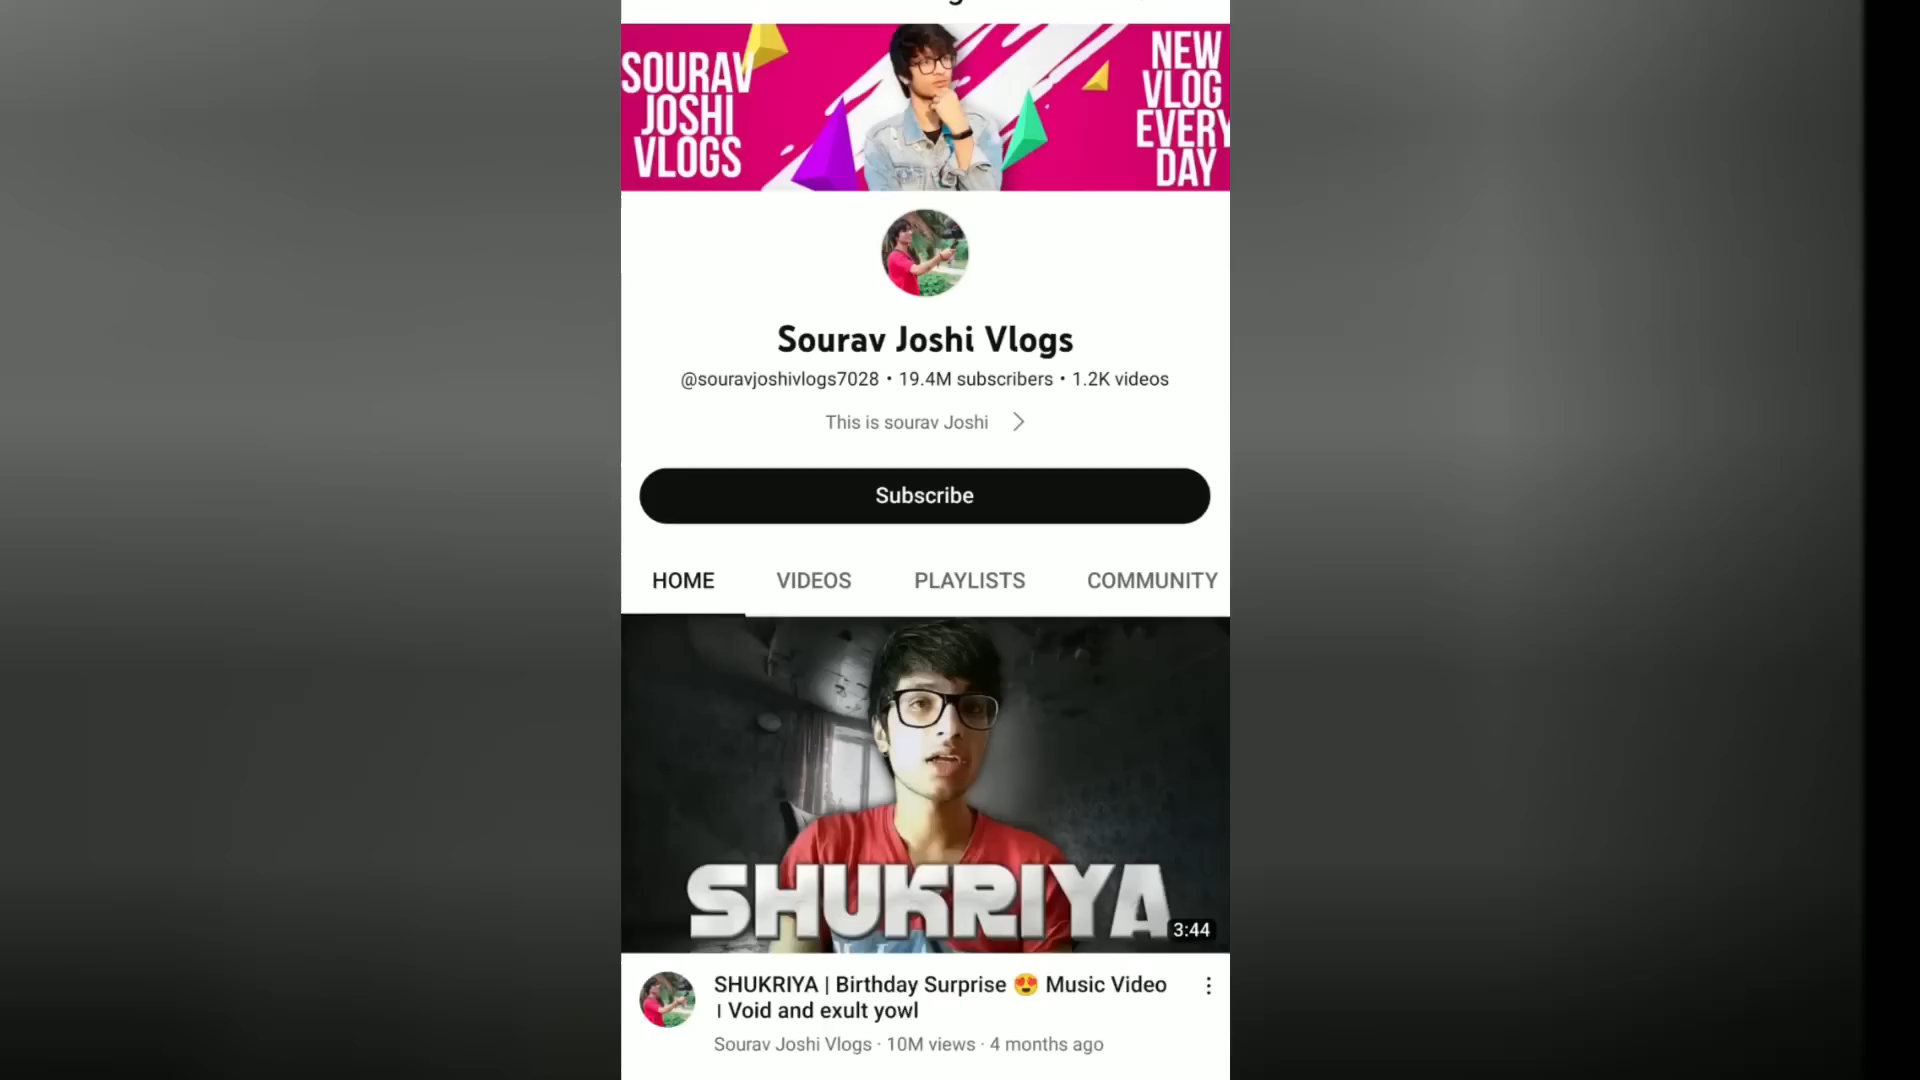 SOURAV
JOSHI
VLOGS
NEW
VLOG
EVERY
DAY
Sourav Joshi Vlogs
@souravjoshivlogs7028 • 19.4M subscribers • 1.2K videos
This is sourav Joshi
Subscribe
HOME VIDEOS PLAYLISTS COMMUNITY
SHUKRIYA
3:44
SHUKRIYA | Birthday Surprise 😍 Music Video
। Void and exult yowl
Sourav Joshi Vlogs · 10M views · 4 months ago